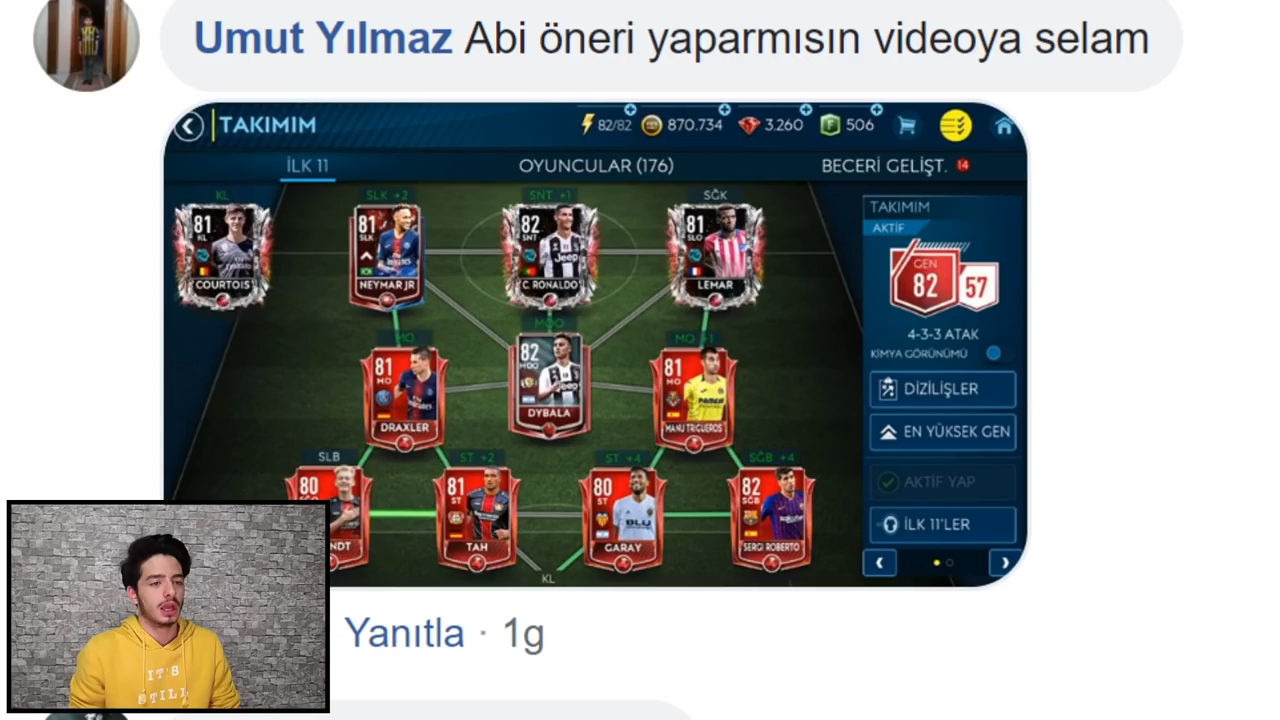 Umut Yılmaz Abi öneri yaparmısın videoya selam
TAKIMIM 82/82 870.734 3.260 506
İLK 11 OYUNCULAR (176) BECERİ GELİŞT. 14
KL SLK +2 SNT +1 SĞK
81 KL COURTOIS
81 SLK NEYMAR JR
82 SNT C. RONALDO
81 SLO LEMAR
MO MOO MO +1
81 MO DRAXLER
82 MOO DYBALA
81 MO MANU TRIGUEROS
SLB ST +2 ST +4 SĞB +4
80 NDT
81 ST TAH
80 ST GARAY
82 SĞB SERGI ROBERTO
KL
TAKIMIM
AKTİF
GEN
82 57
4-3-3 ATAK
KİMYA GÖRÜNÜMÜ
DİZİLİŞLER
EN YÜKSEK GEN
AKTİF YAP
İLK 11'LER
Yanıtla · 1g
IT'S
STILL